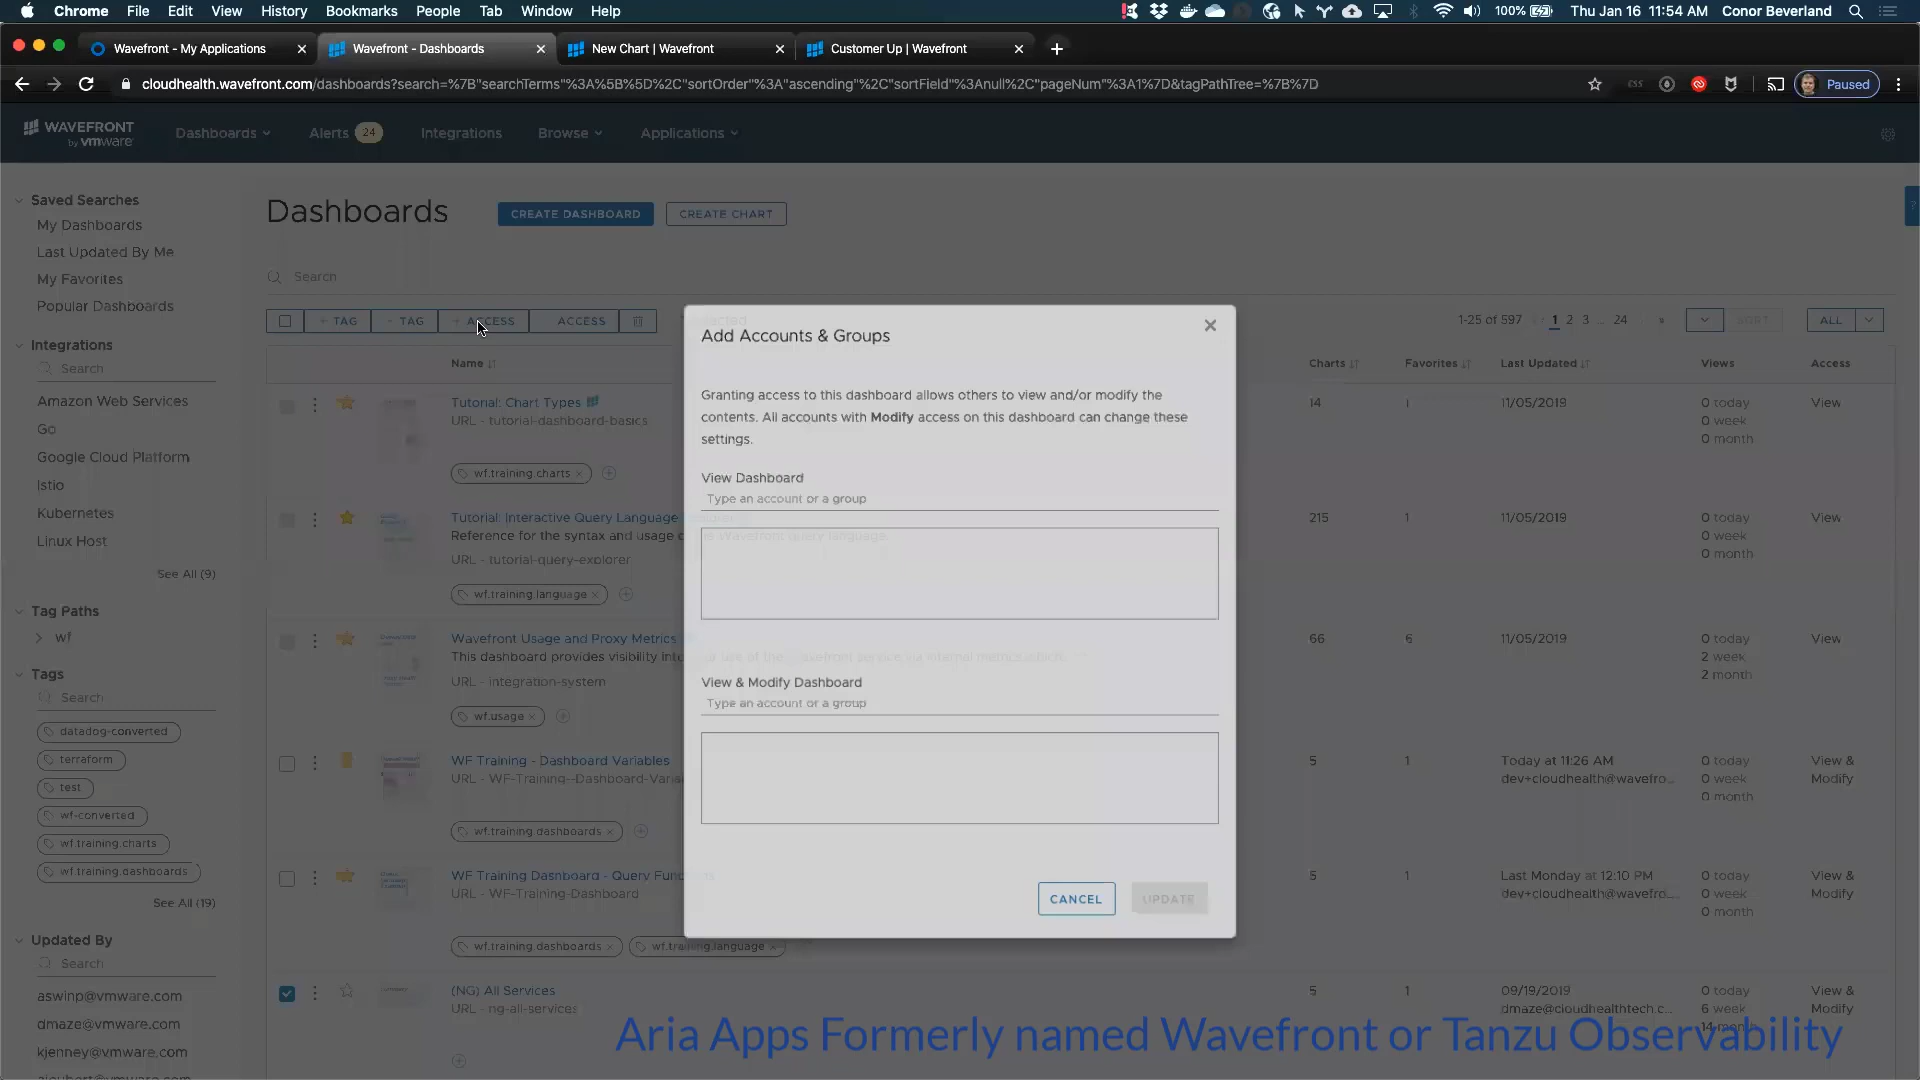 Chrome File Edit View History Bookmarks People Tab Window Help 100% Thu Jan 16 11:54 AM Conor Beverland
Wavefront - My Applications Wavefront - Dashboards New Chart | Wavefront Customer Up | Wavefront
cloudhealth.wavefront.com/dashboards?search=%7B"searchTerms"%3A%5B%5D%2C"sortOrder"%3A"ascending"%2C"sortField"%3Anull%2C"pageNum"%3A1%7D&tagPathTree=%7B%7D css Paused
WAVEFRONT by vmware Dashboards Alerts 24 Integrations Browse Applications
Saved Searches
My Dashboards
Last Updated By Me
My Favorites
Popular Dashboards
Integrations
Search
Amazon Web Services
Go
Google Cloud Platform
Istio
Kubernetes
Linux Host
See All (9)
Tag Paths
wf
Tags
Search
datadog-converted
terraform
test
wf-converted
wf.training.charts
wf.training.dashboards
See All (19)
Updated By
Search
aswinp@vmware.com
dmaze@vmware.com
kjenney@vmware.com
Dashboards CREATE DASHBOARD CREATE CHART ?
Search
+ TAG - TAG + ACCESS ACCESS 1-25 of 597 1 2 3 ... 24 SORT ALL
Name Charts Favorites Last Updated Views Access
Tutorial: Chart Types 14 1 11/05/2019 0 today View
URL - tutorial-dashboard-basics 0 week
0 month
wf.training.charts
Tutorial: Interactive Query Language 215 1 11/05/2019 0 today View
Reference for the syntax and usage Wavefront query language. 0 week
URL - tutorial-query-explorer 0 month
wf.training.language
Wavefront Usage and Proxy Metrics 66 6 11/05/2019 0 today View
This dashboard provides visibility 2 week
URL - integration-system 2 month
wf.usage
WF Training - Dashboard Variables 5 1 Today at 11:26 AM 0 today View &
URL - WF-Training--Dashboard-Varia dev+cloudhealth@wavefro... 0 week Modify
0 month
wf.training.dashboards
WF Training Dashboard - Query Func 5 1 Last Monday at 12:10 PM 0 today View &
URL - WF-Training-Dashboard dev+cloudhealth@wavefro... 0 week Modify
0 month
wf.training.dashboards wf.training.language
(NG) All Services 5 1 09/19/2019 0 today View &
URL - ng-all-services dmaze@cloudhealthtech.c... 6 week Modify
14 month
Add Accounts & Groups
Granting access to this dashboard allows others to view and/or modify the
contents. All accounts with Modify access on this dashboard can change these
settings.
View Dashboard
Type an account or a group
View & Modify Dashboard
Type an account or a group
CANCEL UPDATE
Aria Apps Formerly named Wavefront or Tanzu Observability